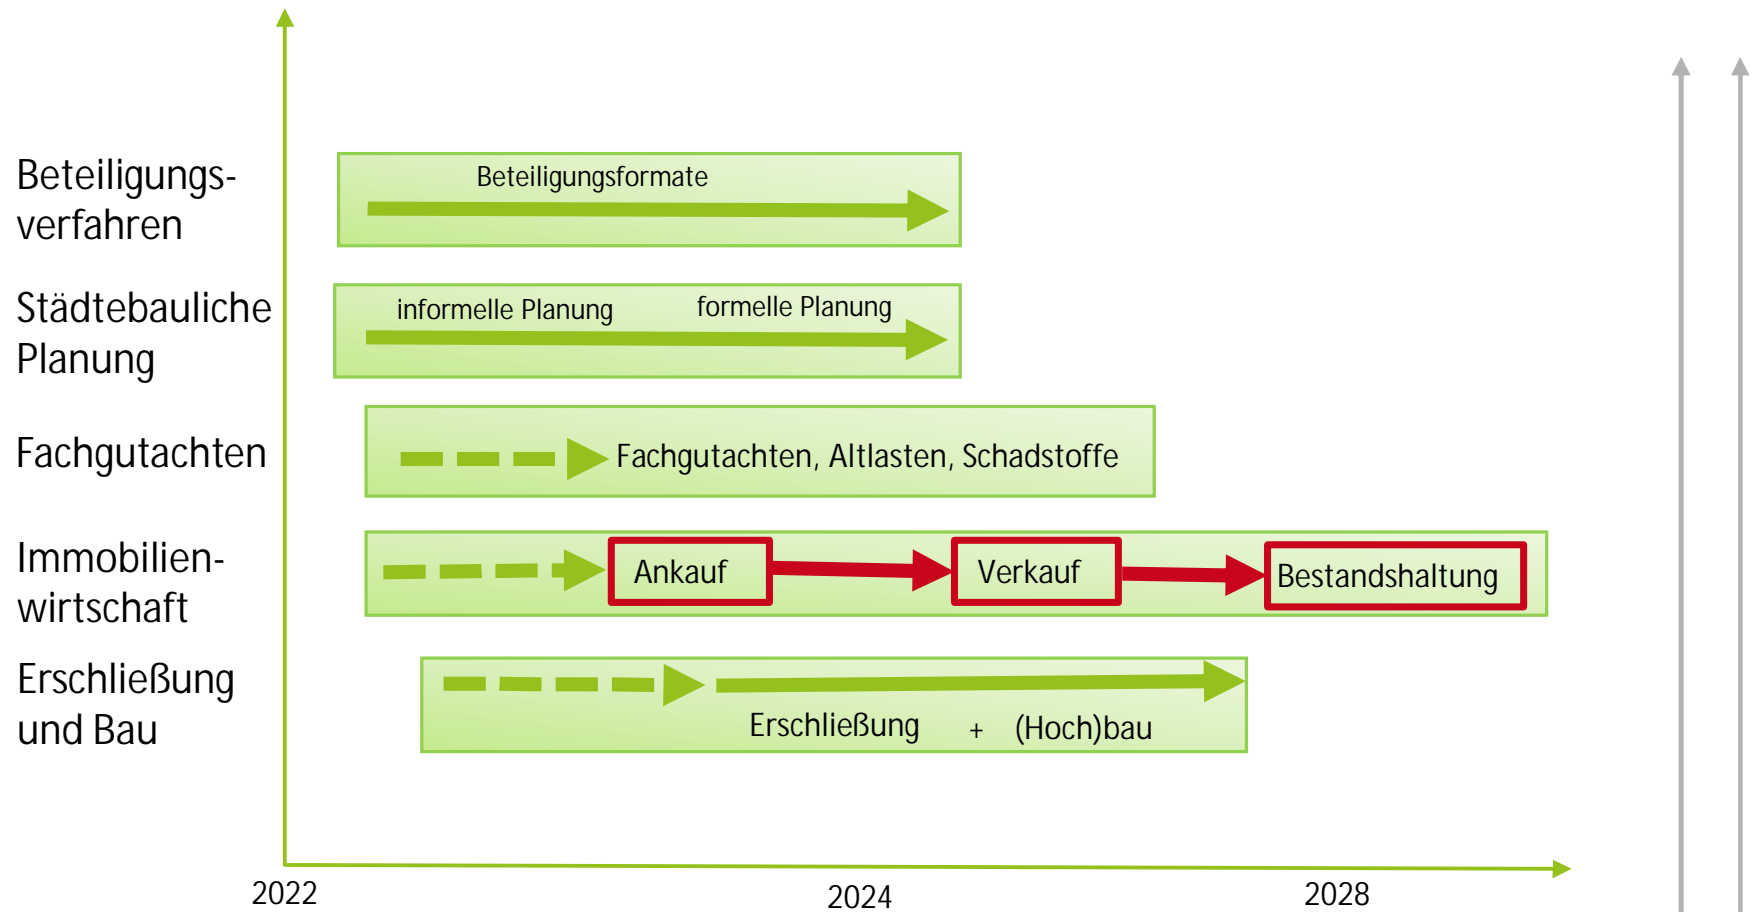 Beteiligungs-
verfahren
Beteiligungsformate
Städtebauliche
Planung
informelle Planung
formelle Planung
Fachgutachten
Fachgutachten, Altlasten, Schadstoffe
Immobilien-
wirtschaft
Ankauf
Verkauf
Bestandshaltung
Erschließung
und Bau
Erschließung + (Hoch)bau
2022
2024
2028